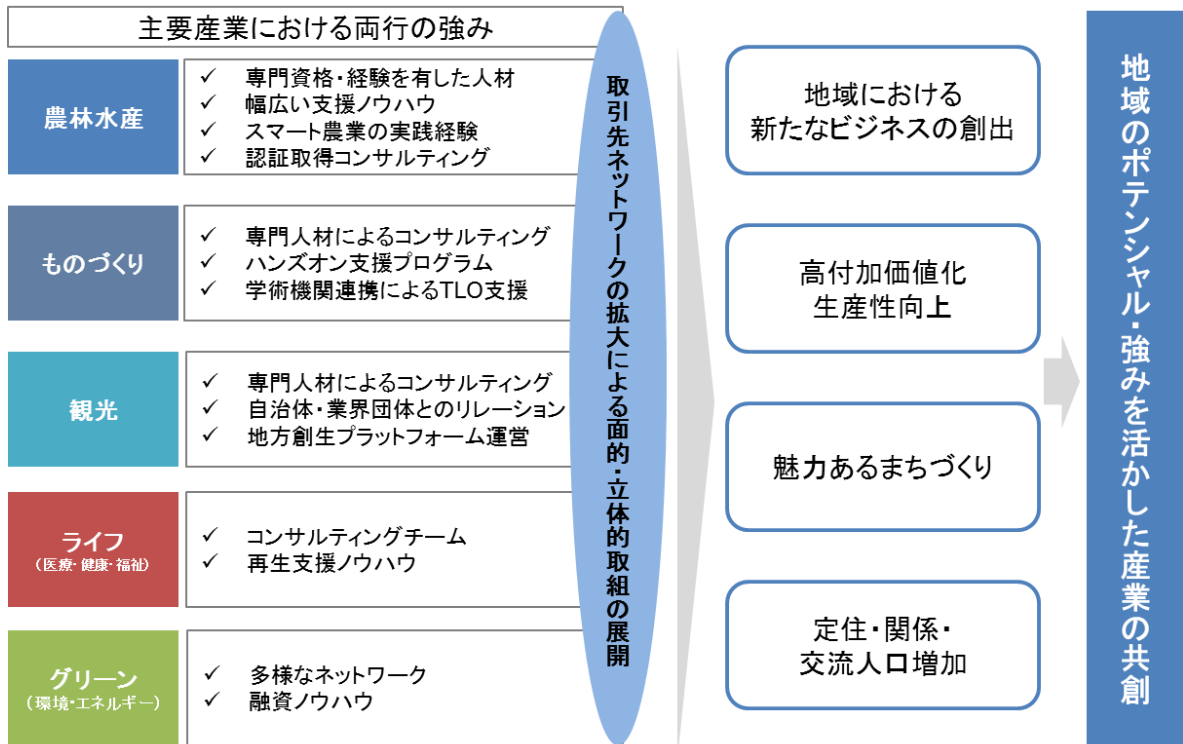 主要産業における両行の強み
農林水産
✓ 専門資格・経験を有した人材
✓ 幅広い支援ノウハウ
✓ スマート農業の実践経験
✓ 認証取得コンサルティング
ものづくり
✓ 専門人材によるコンサルティング
✓ ハンズオン支援プログラム
✓ 学術機関連携によるTLO支援
観光
✓ 専門人材によるコンサルティング
✓ 自治体・業界団体とのリレーション
✓ 地方創生プラットフォーム運営
ライフ
(医療・健康・福祉)
✓ コンサルティングチーム
✓ 再生支援ノウハウ
グリーン
(環境・エネルギー)
✓ 多様なネットワーク
✓ 融資ノウハウ
取引先ネットワークの拡大による面的・立体的取組の展開
地域における
新たなビジネスの創出
高付加価値化
生産性向上
魅力あるまちづくり
定住・関係・
交流人口増加
地域のポテンシャル・強みを活かした産業の共創